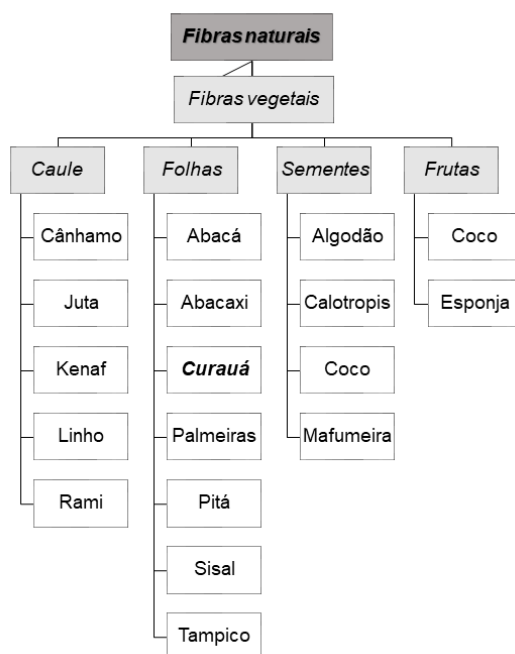 Fibras naturais
Fibras vegetais
Caule
Cânhamo
Juta
Kenaf
Linho
Rami
Folhas
Abacá
Abacaxi
Curauá
Palmeiras
Pitá
Sisal
Tampico
Sementes
Algodão
Calotropis
Coco
Mafumeira
Frutas
Coco
Esponja